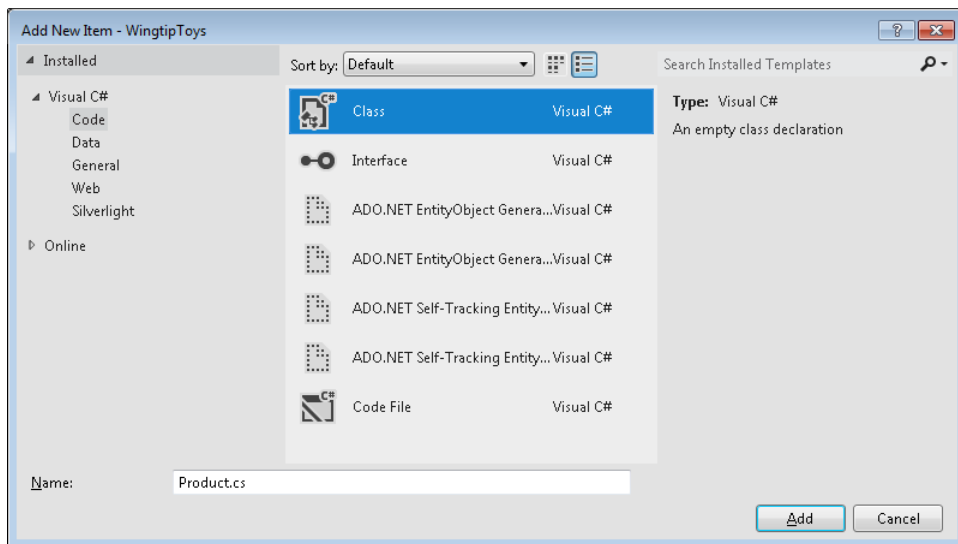 Add New Item - WingtipToys
Installed
Sort by: Default
Search Installed Templates
Visual C#
Code
Data
General
Web
Silverlight
Online
Class Visual C#
Interface Visual C#
ADO.NET EntityObject Genera...Visual C#
ADO.NET EntityObject Genera...Visual C#
ADO.NET Self-Tracking Entity... Visual C#
ADO.NET Self-Tracking Entity... Visual C#
Code File Visual C#
Type: Visual C#
An empty class declaration
Name: Product.cs
Add Cancel